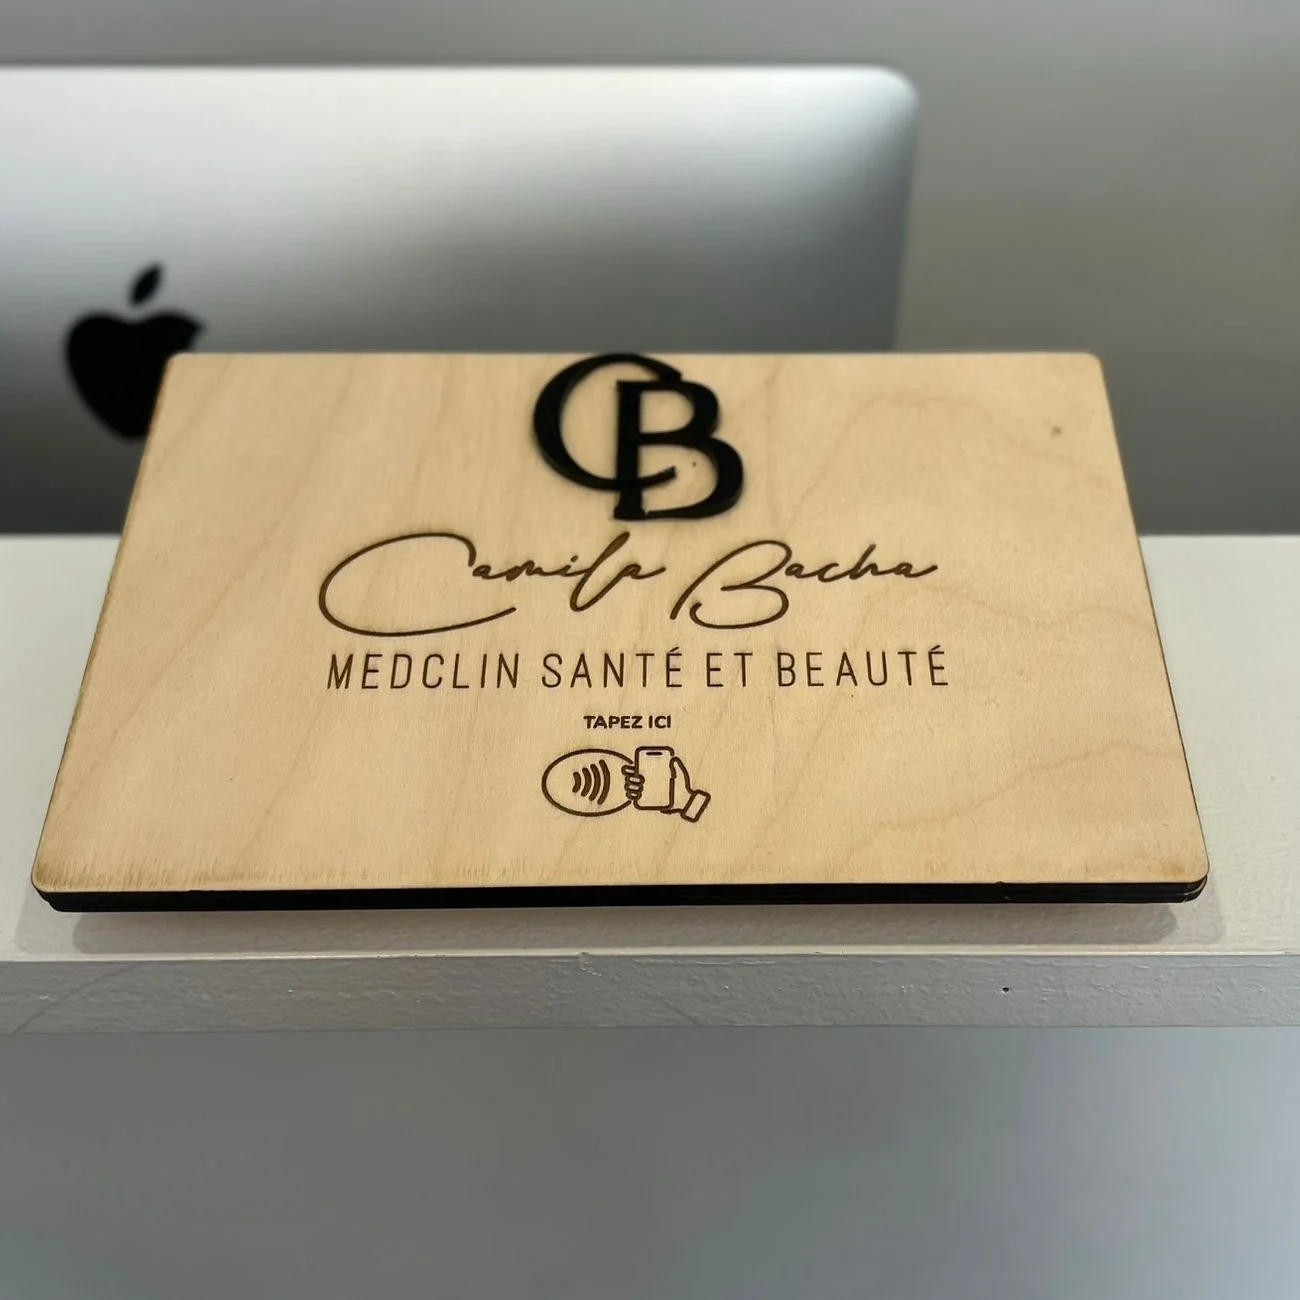 CB
Camila Bacha
MEDCLIN SANTÉ ET BEAUTÉ
TAPEZ ICI